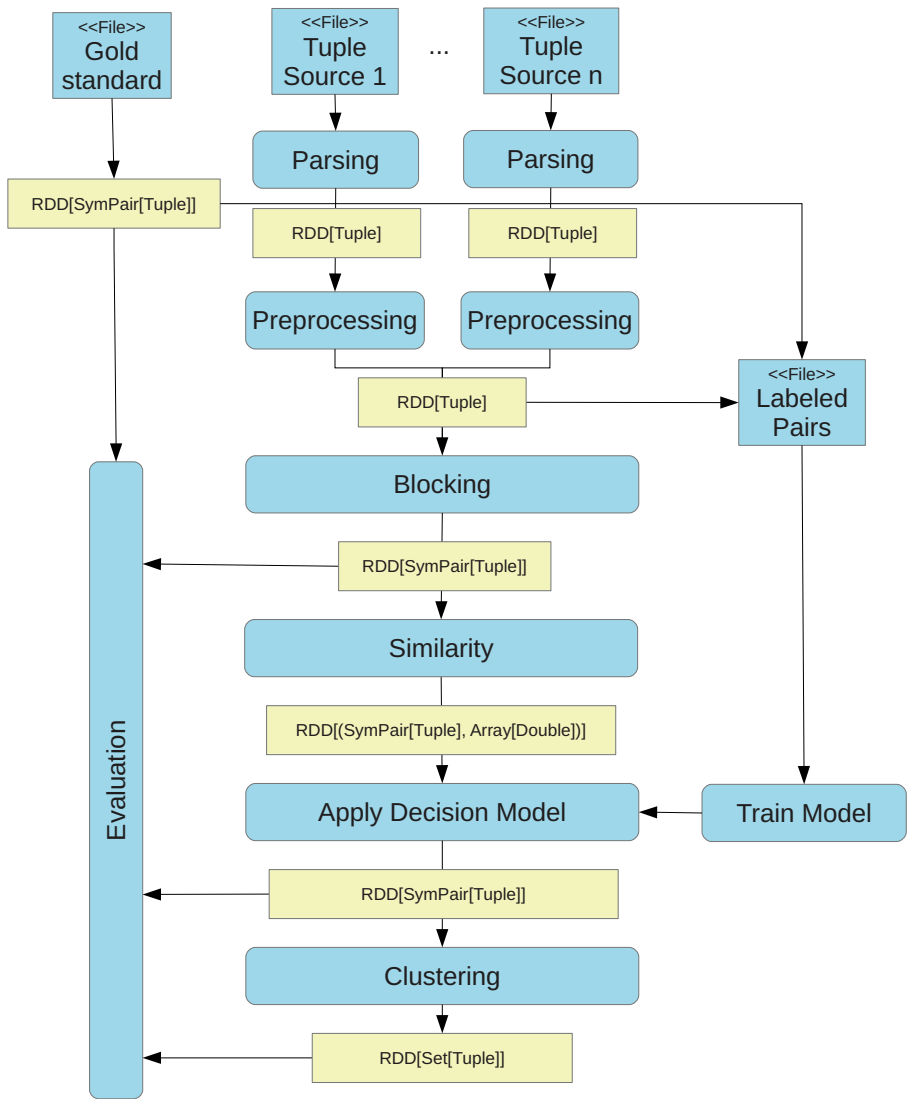 <<File>>
Gold
standard
<<File>>
Tuple
Source 1
...
<<File>>
Tuple
Source n
Parsing
Parsing
RDD[SymPair[Tuple]]
RDD[Tuple]
RDD[Tuple]
Preprocessing
Preprocessing
RDD[Tuple]
<<File>>
Labeled
Pairs
Blocking
RDD[SymPair[Tuple]]
Similarity
RDD[(SymPair[Tuple], Array[Double])]
Evaluation
Apply Decision Model
Train Model
RDD[SymPair[Tuple]]
Clustering
RDD[Set[Tuple]]